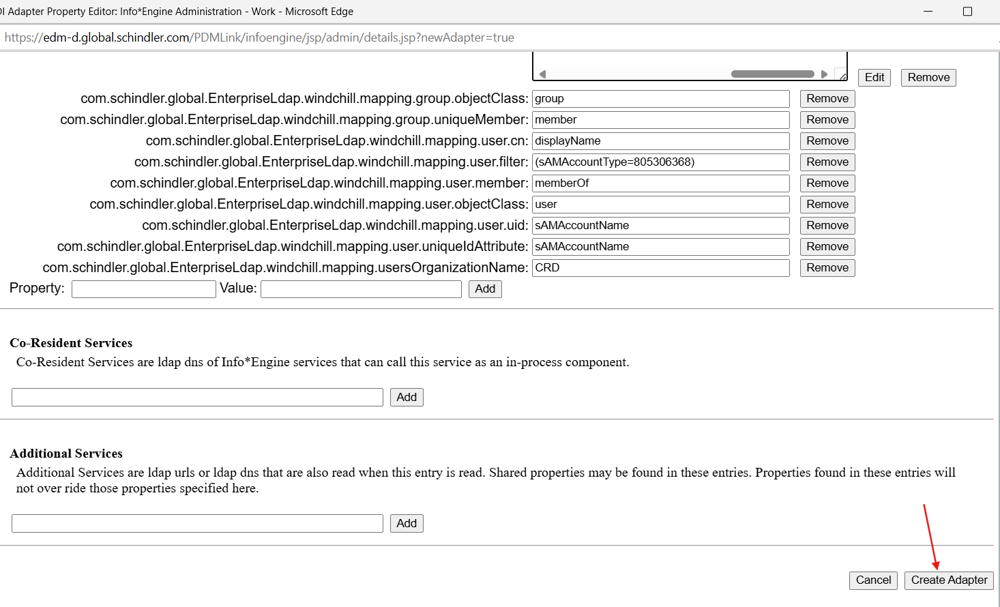 DI Adapter Property Editor: Info*Engine Administration - Work - Microsoft Edge
https://edm-d.global.schindler.com/PDMLink/infoengine/jsp/admin/details.jsp?newAdapter=true
Edit Remove
com.schindler.global.EnterpriseLdap.windchill.mapping.group.objectClass: group Remove
com.schindler.global.EnterpriseLdap.windchill.mapping.group.uniqueMember: member Remove
com.schindler.global.EnterpriseLdap.windchill.mapping.user.cn: displayName Remove
com.schindler.global.EnterpriseLdap.windchill.mapping.user.filter: (sAMAccountType=805306368) Remove
com.schindler.global.EnterpriseLdap.windchill.mapping.user.member: memberOf Remove
com.schindler.global.EnterpriseLdap.windchill.mapping.user.objectClass: user Remove
com.schindler.global.EnterpriseLdap.windchill.mapping.user.uid: sAMAccountName Remove
com.schindler.global.EnterpriseLdap.windchill.mapping.user.uniqueIdAttribute: sAMAccountName Remove
com.schindler.global.EnterpriseLdap.windchill.mapping.usersOrganizationName: CRD Remove
Property: Value: Add
Co-Resident Services
Co-Resident Services are ldap dns of Info*Engine services that can call this service as an in-process component.
Add
Additional Services
Additional Services are ldap urls or ldap dns that are also read when this entry is read. Shared properties may be found in these entries. Properties found in these entries will
not over ride those properties specified here.
Add
Cancel Create Adapter